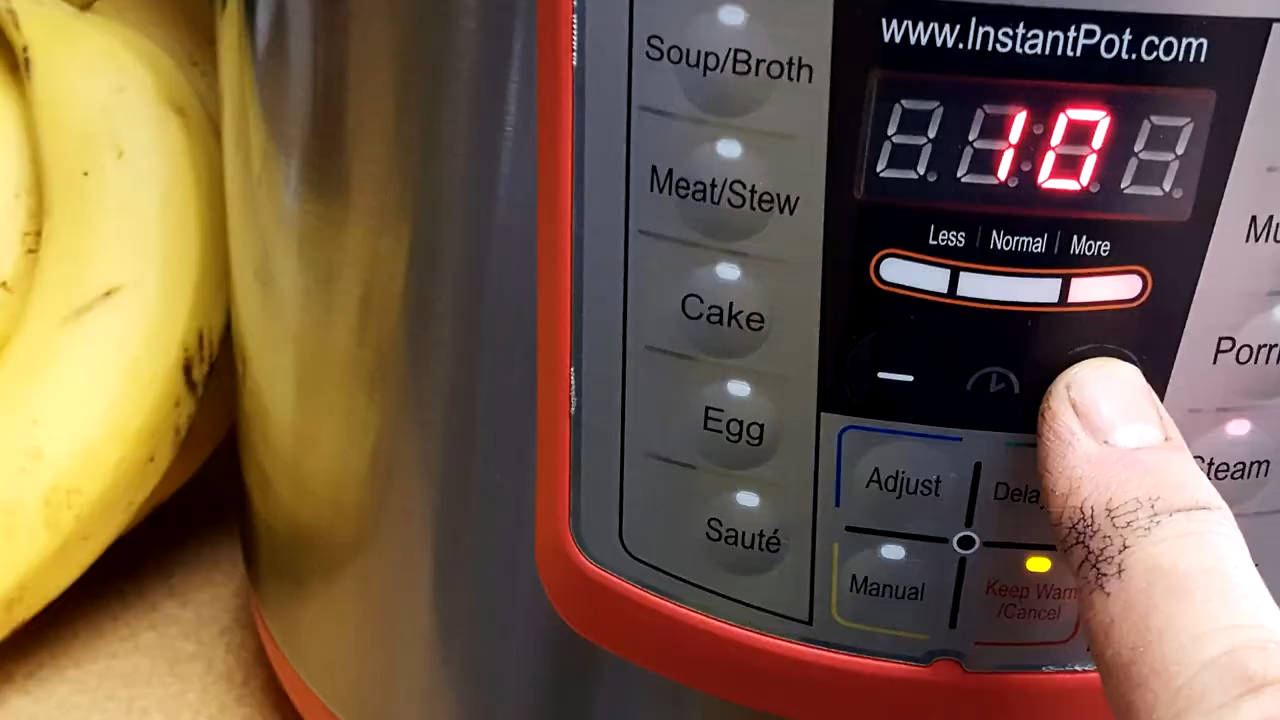 www.InstantPot.com
Soup/Broth
10
Meat/Stew
Less Normal More
Cake
Egg
Adjust
Sauté
Manual
Keep Warm
/Cancel
Steam